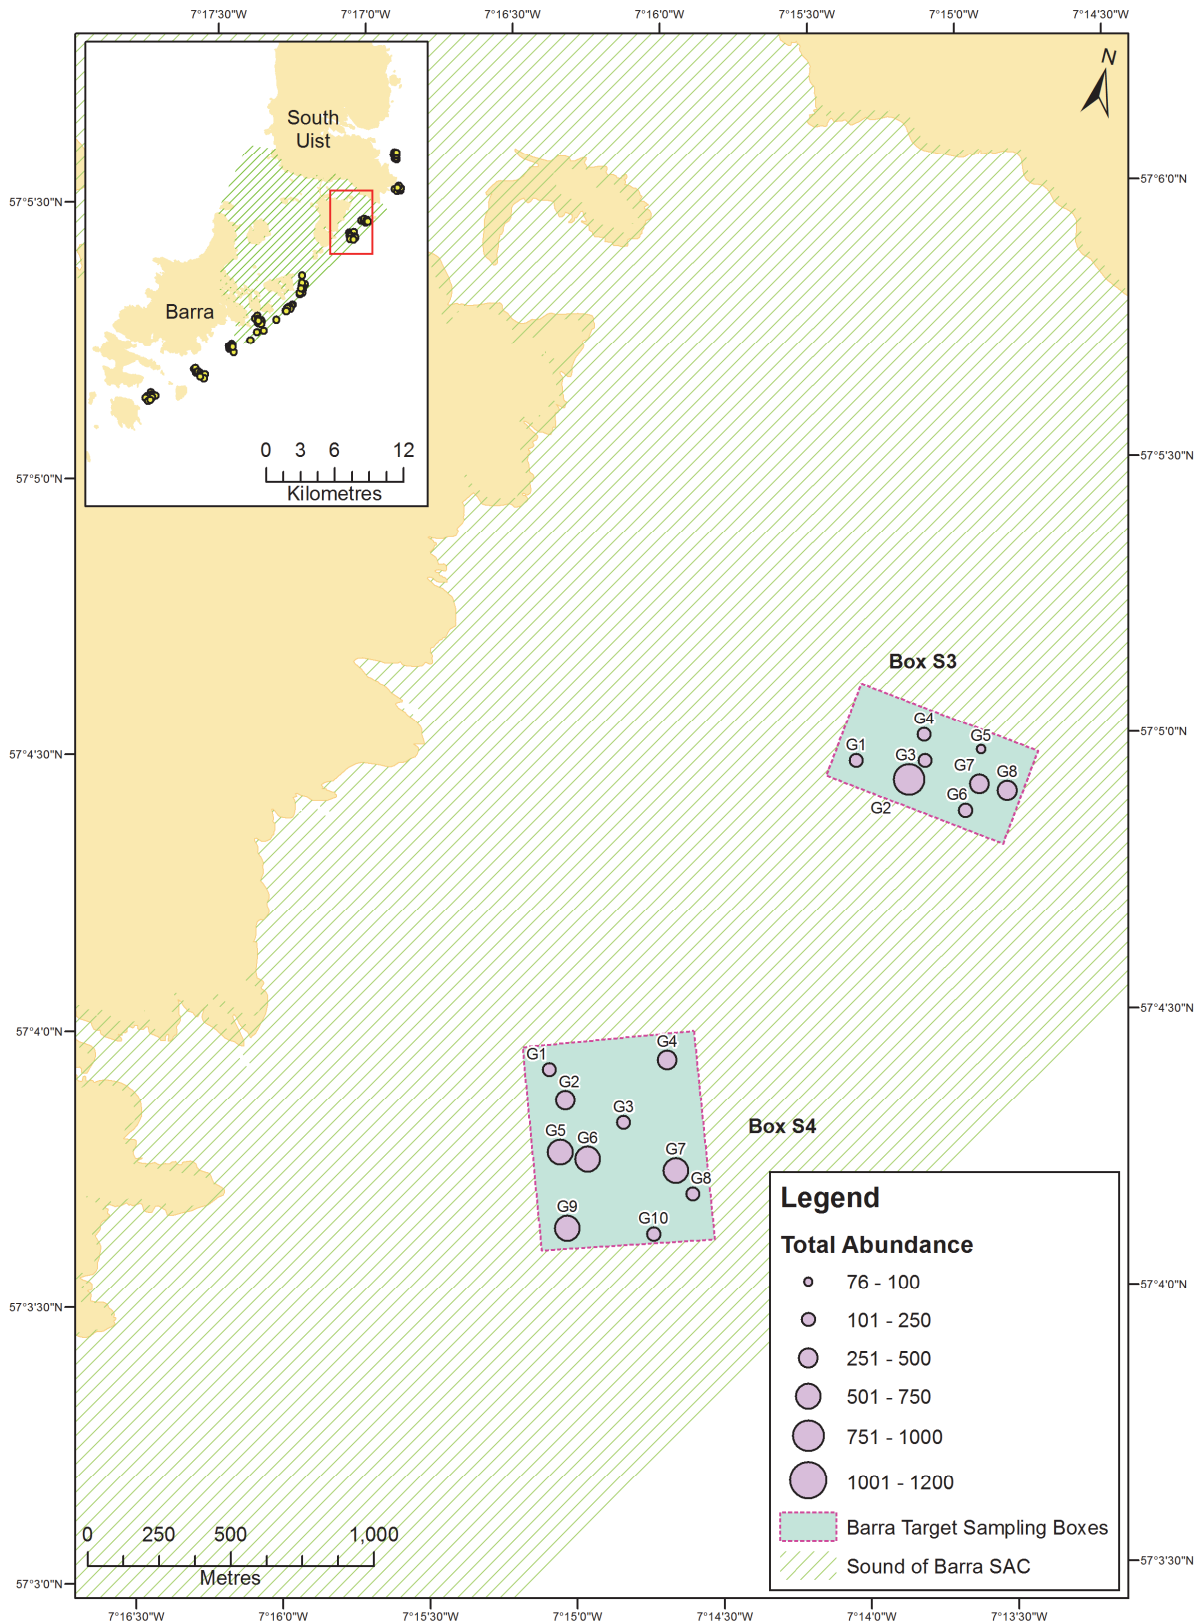 7°17'30"W 7°17'0"W 7°16'30"W 7°16'0"W 7°15'30"W 7°15'0"W 7°14'30"W
N
South
Uist
Barra
0 3 6 12
Kilometres
57°5'30"N
57°5'0"N
57°4'30"N
57°4'0"N
57°3'30"N
57°3'0"N
57°6'0"N
57°5'30"N
57°5'0"N
57°4'30"N
57°4'0"N
57°3'30"N
Box S3
G4
G5
G1
G3
G7
G8
G6
G2
G4
G1
G2
G3
Box S4
G5
G6
G7
G8
G9
G10
Legend
Total Abundance
76 - 100
101 - 250
251 - 500
501 - 750
751 - 1000
1001 - 1200
Barra Target Sampling Boxes
Sound of Barra SAC
0 250 500 1,000
Metres
7°16'30"W 7°16'0"W 7°15'30"W 7°15'0"W 7°14'30"W 7°14'0"W 7°13'30"W